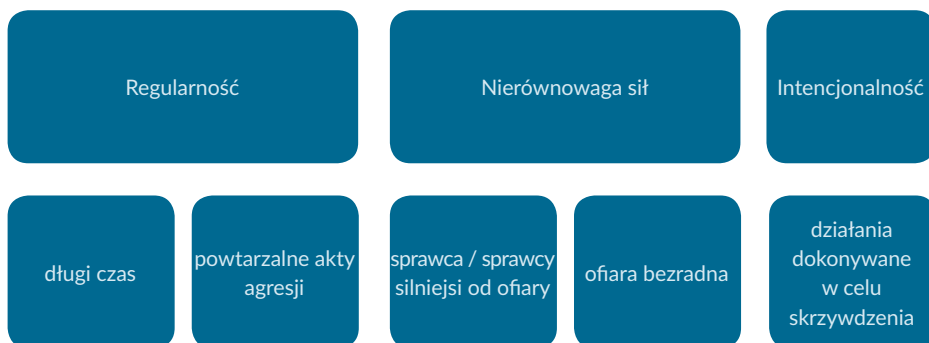 Regularność
Nierównowaga sił
Intencjonalność
długi czas
powtarzalne akty
agresji
sprawca / sprawcy
silniejsi od ofiary
ofiara bezradna
działania
dokonywane
w celu
skrzywdzenia